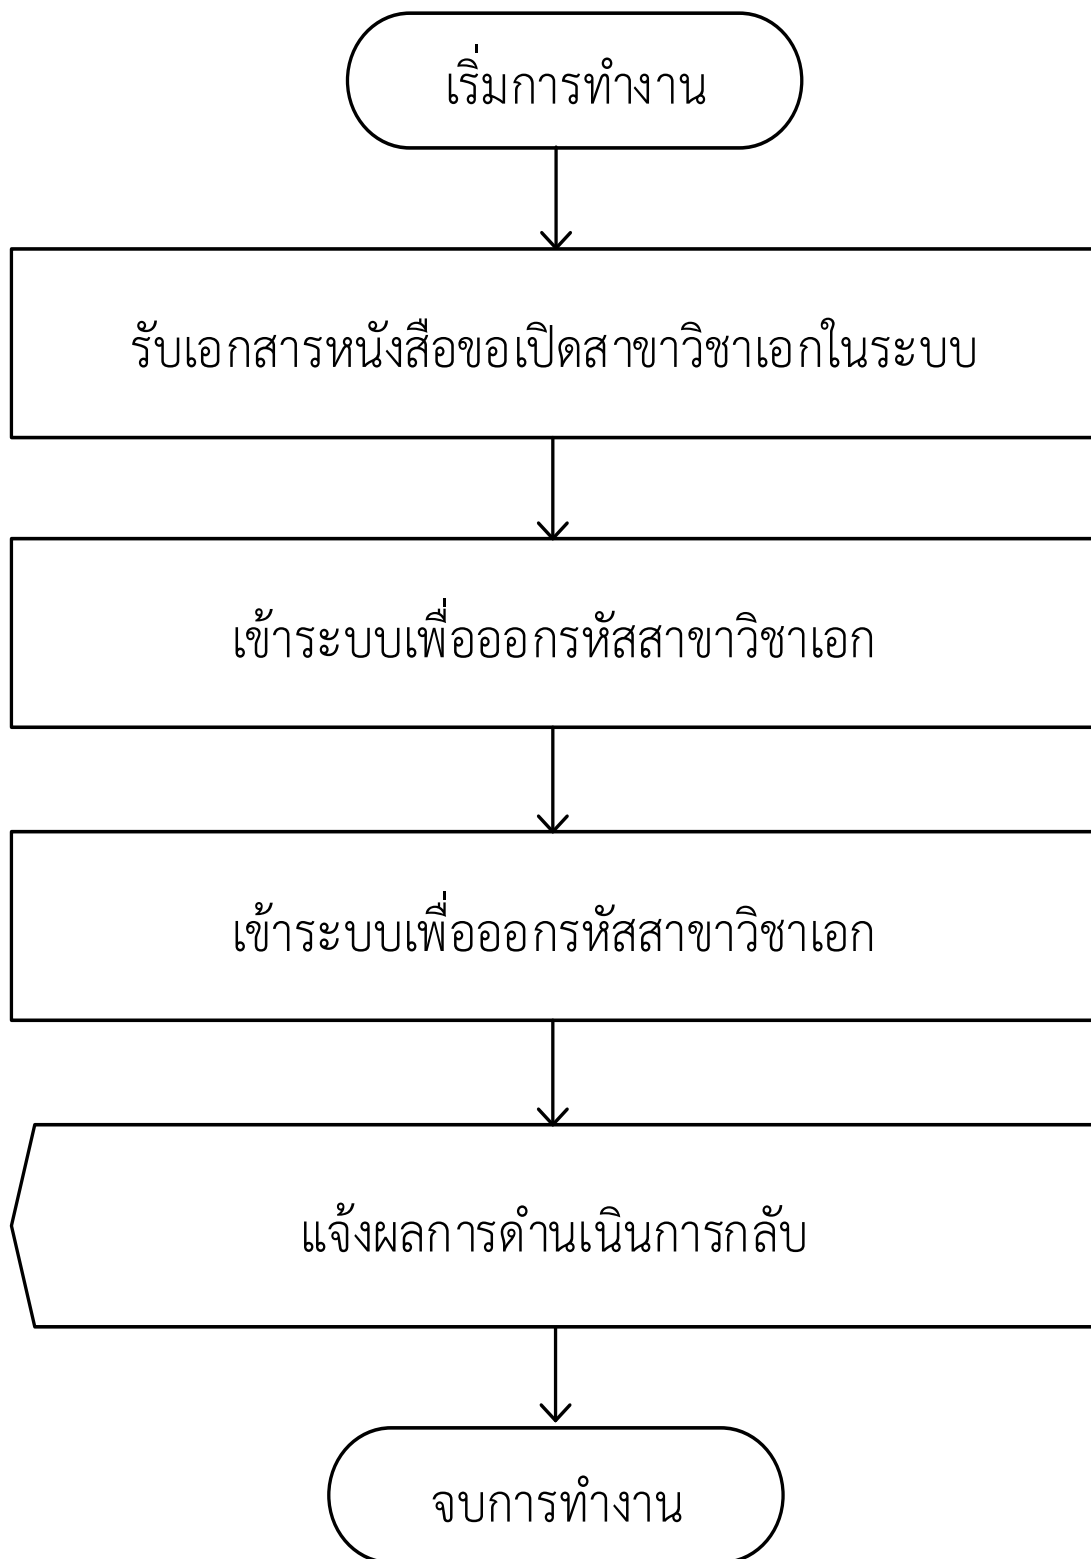 เริ่มการทำงาน
รับเอกสารหนังสือขอเปิดสาขาวิชาเอกในระบบ
เข้าระบบเพื่อออกรหัสสาขาวิชาเอก
เข้าระบบเพื่อออกรหัสสาขาวิชาเอก
แจ้งผลการดำนเนินการกลับ
จบการทำงาน